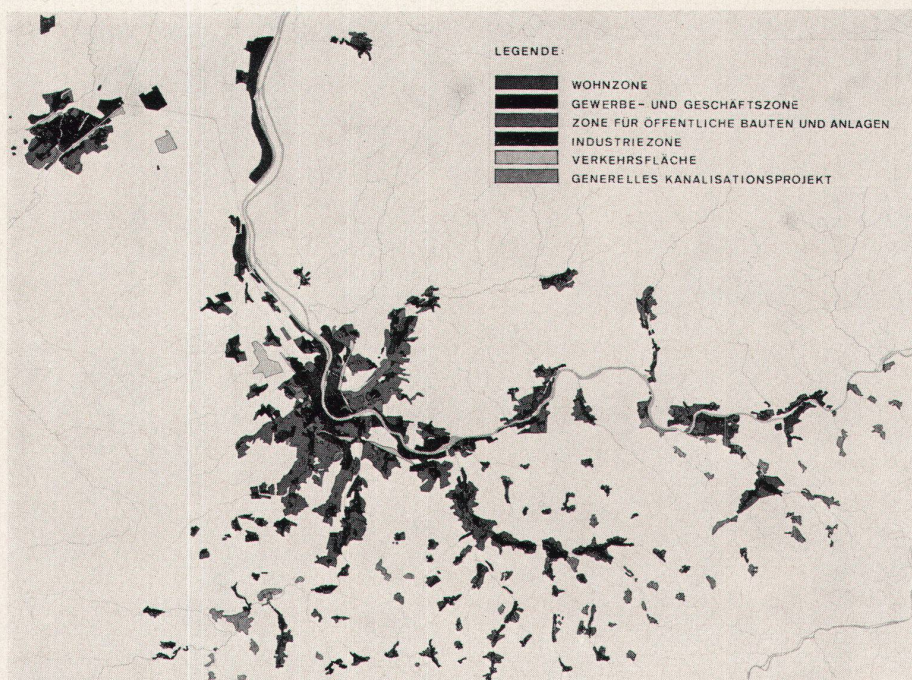 LEGENDE:
WOHNZONE
GEWERBE- UND GESCHÄFTSZONE
ZONE FÜR ÖFFENTLICHE BAUTEN UND ANLAGEN
INDUSTRIEZONE
VERKEHRSFLÄCHE
GENERELLES KANALISATIONSPROJEKT